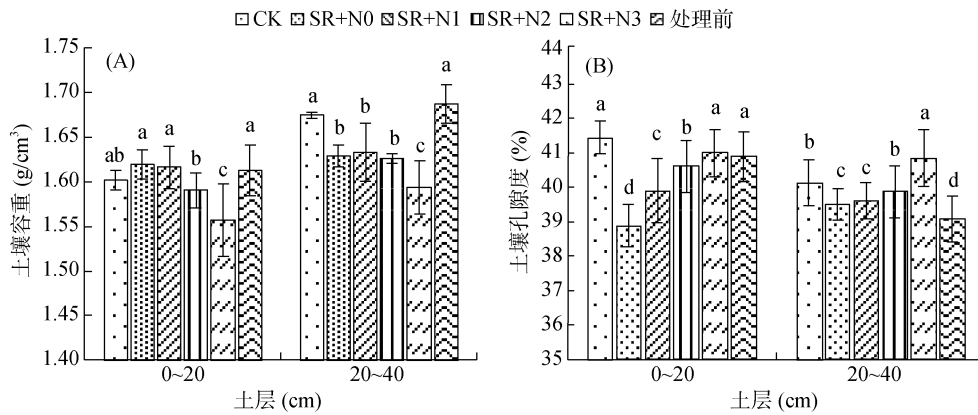 CK SR+N0 SR+N1 SR+N2 SR+N3 处理前
(A)
土壤容重 (g/cm³)
1.75
1.70
1.65
1.60
1.55
1.50
1.45
1.40
ab a a b c a
a b b b c a
0~20 20~40
土层 (cm)
(B)
土壤孔隙度 (%)
44
43
42
41
40
39
38
37
36
35
a d c b a a
b c c b a d
0~20 20~40
土层 (cm)